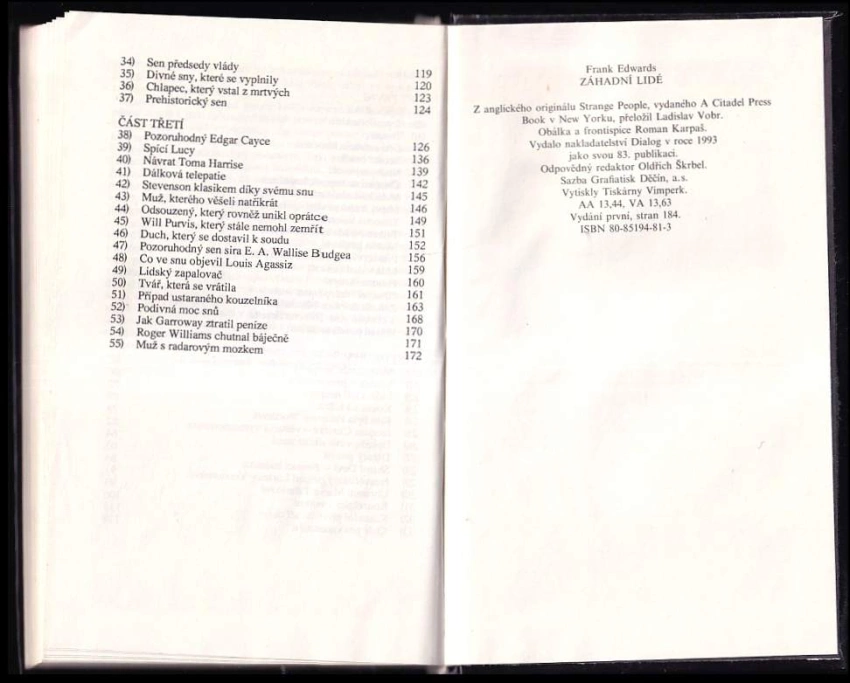 34) Sen předsedy vlády 119
35) Divné sny, které se vyplnily 120
36) Chlapec, který vstal z mrtvých 123
37) Prehistorický sen 124
ČÁST TŘETÍ
38) Pozoruhodný Edgar Cayce 126
39) Spící Lucy 136
40) Návrat Toma Harrise 139
41) Dálková telepatie 142
42) Stevenson klasikem díky svému snu 145
43) Muž, kterého věšeli natřikrát 146
44) Odsouzený, který rovněž unikl oprátce 149
45) Will Purvis, který stále nemohl zemřít 151
46) Duch, který se dostavil k soudu 152
47) Pozoruhodný sen sira E. A. Wallise Budgea 156
48) Co ve snu objevil Louis Agassiz 159
49) Lidský zapalovač 160
50) Tvář, která se vrátila 161
51) Případ ustaraného kouzelníka 163
52) Podivná moc snů 168
53) Jak Garroway ztratil peníze 170
54) Roger Williams chutnal báječně 171
55) Muž s radarovým mozkem 172
Frank Edwards
ZÁHADNÍ LIDÉ
Z anglického originálu Strange People, vydaného A Citadel Press
Book v New Yorku, přeložil Ladislav Vobr.
Obálka a frontispice Roman Karpaš.
Vydalo nakladatelství Dialog v roce 1993
jako svou 83. publikaci.
Odpovědný redaktor Oldřich Škrbel.
Sazba Grafiatisk Děčín, a.s.
Vytiskly Tiskárny Vimperk.
AA 13,44, VA 13,63
Vydání první, stran 184.
ISBN 80-85194-81-3